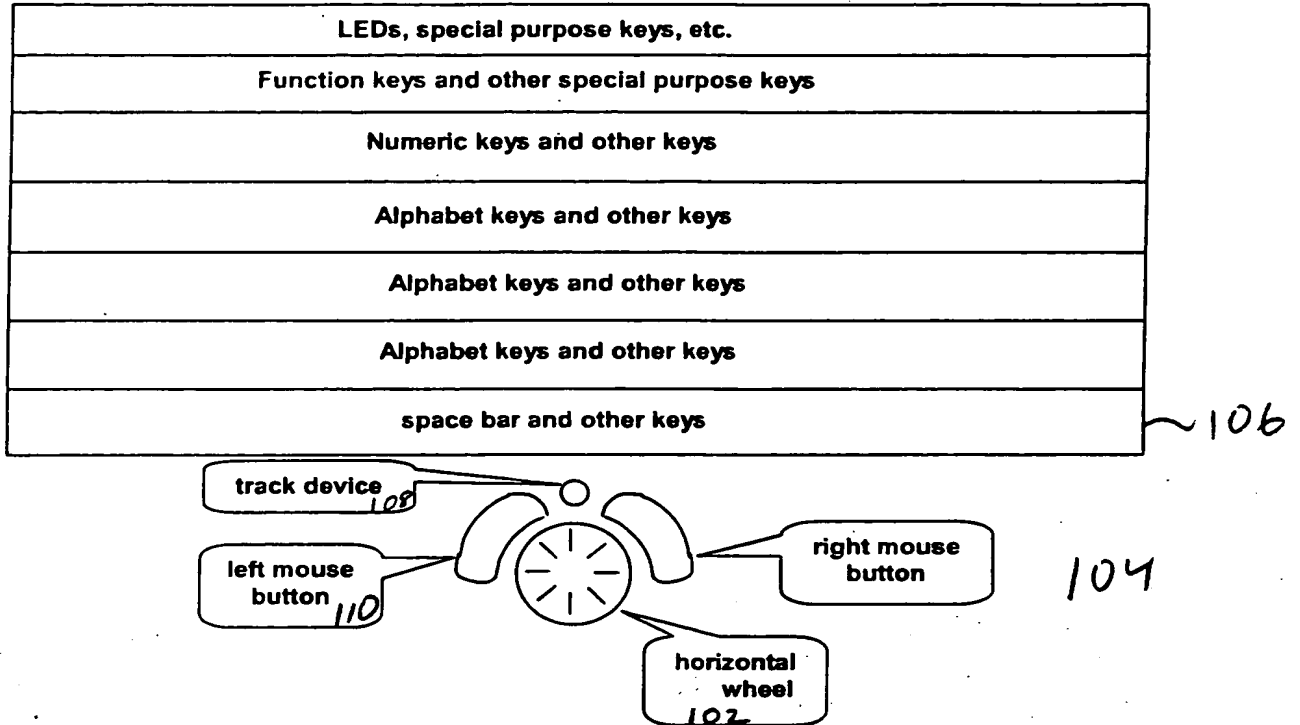 LEDs, special purpose keys, etc.
Function keys and other special purpose keys
Numeric keys and other keys
Alphabet keys and other keys
Alphabet keys and other keys
Alphabet keys and other keys
space bar and other keys
106
track device
108
left mouse
button
110
right mouse
button
104
horizontal
wheel
102